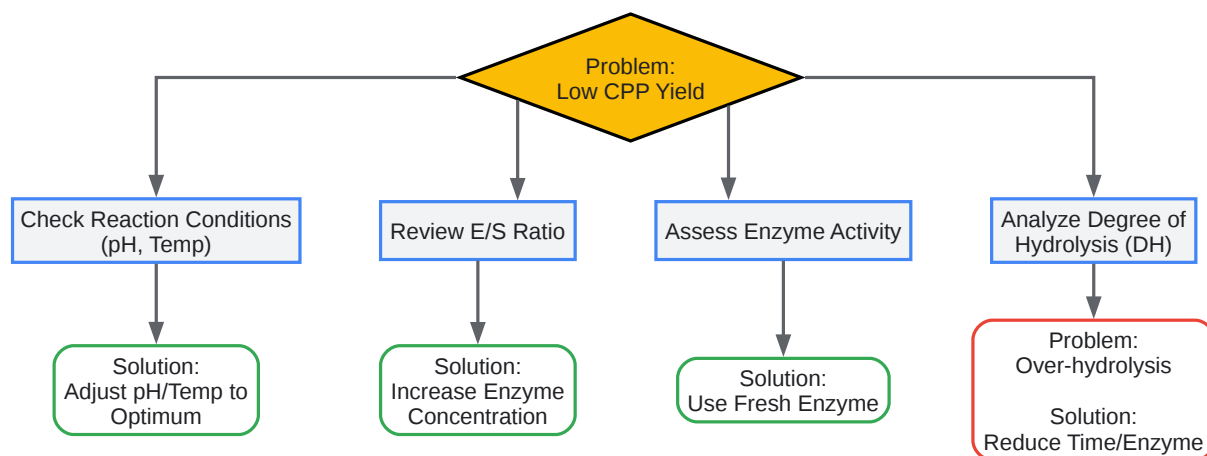 Problem:
Low CPP Yield
Check Reaction Conditions
(pH, Temp)
Review E/S Ratio
Assess Enzyme Activity
Analyze Degree of
Hydrolysis (DH)
Solution:
Adjust pH/Temp to
Optimum
Solution:
Increase Enzyme
Concentration
Solution:
Use Fresh Enzyme
Problem:
Over-hydrolysis
Solution:
Reduce Time/Enzyme